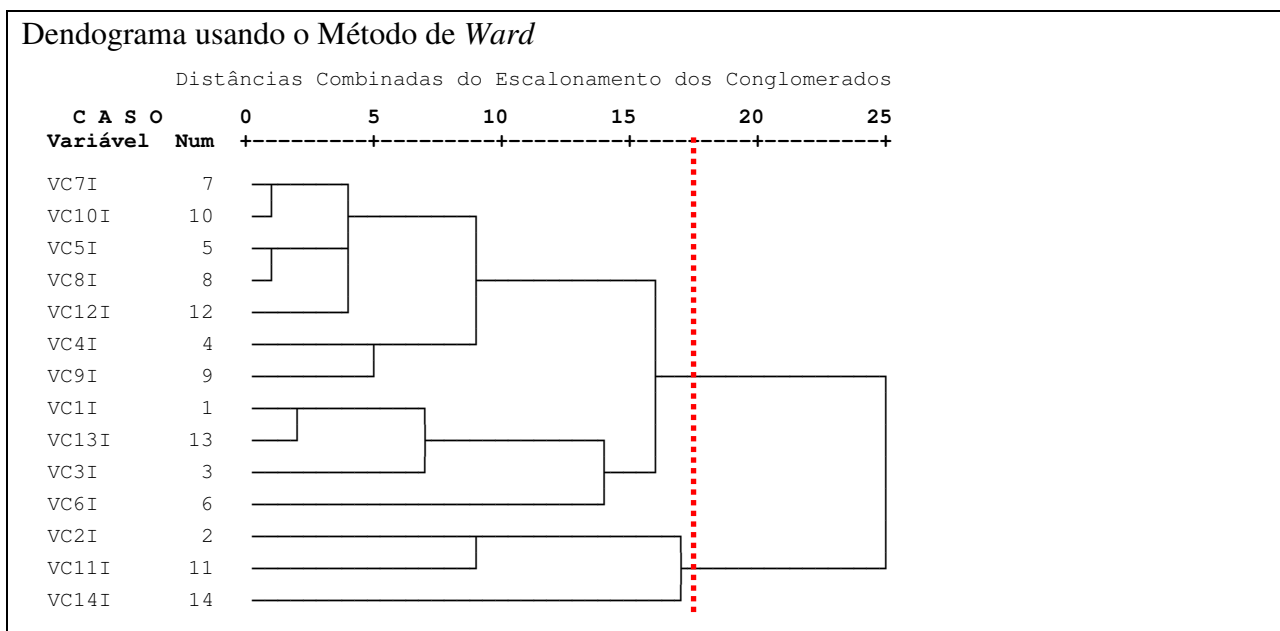 Dendograma usando o Método de Ward
Distâncias Combinadas do Escalonamento dos Conglomerados
C A S O 0 5 10 15 20 25
Variável Num +---------+---------+---------+---------+---------+
VC7I 7
VC10I 10
VC5I 5
VC8I 8
VC12I 12
VC4I 4
VC9I 9
VC1I 1
VC13I 13
VC3I 3
VC6I 6
VC2I 2
VC11I 11
VC14I 14